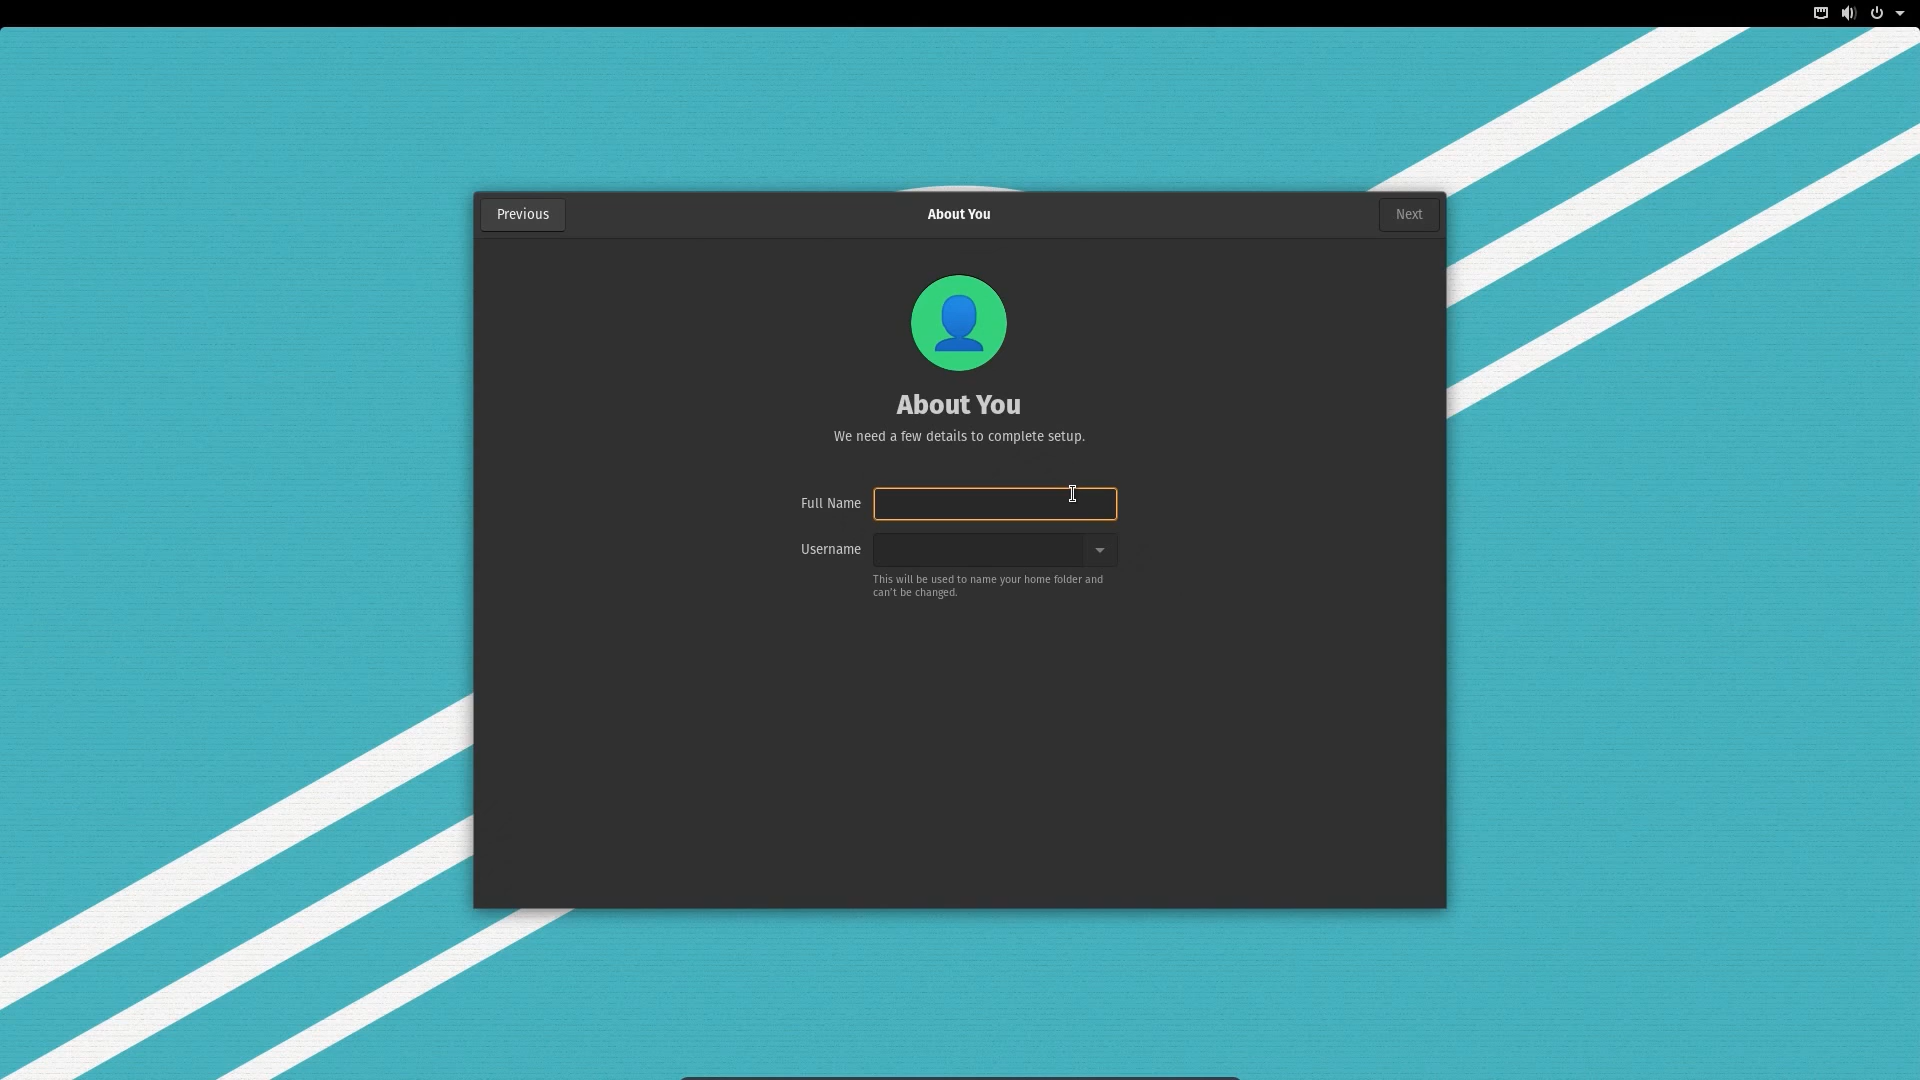 Previous
About You
Next
About You
We need a few details to complete setup.
Full Name
Username
This will be used to name your home folder and
can't be changed.